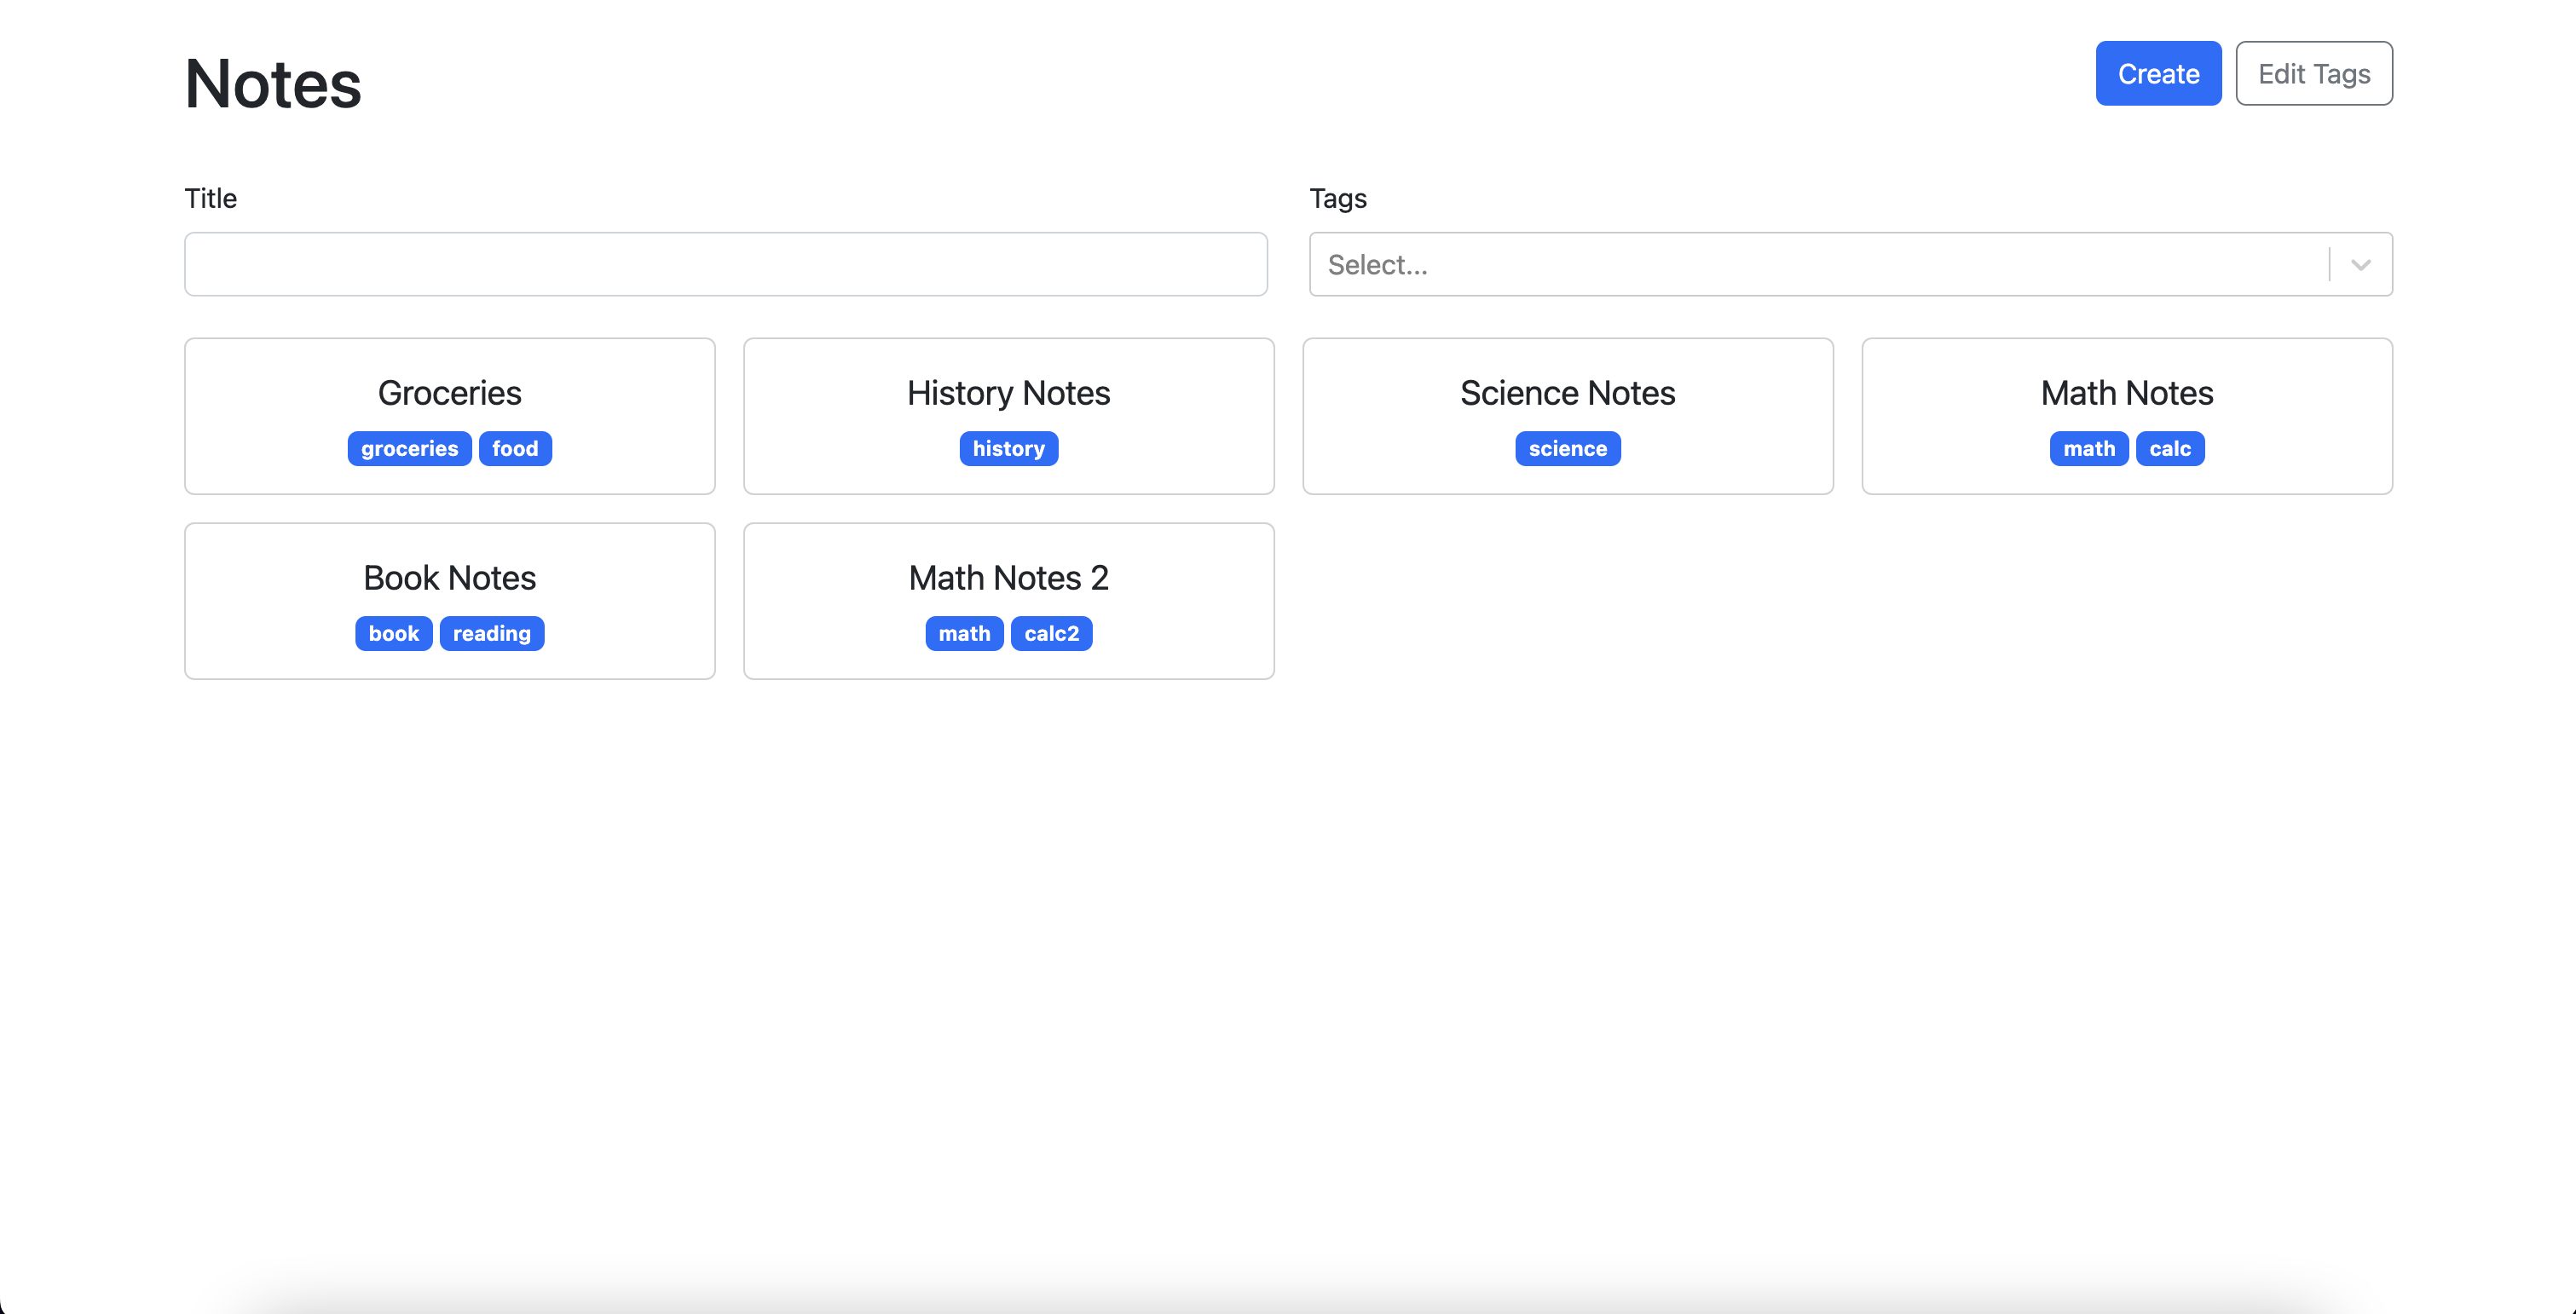 Notes
Create
Edit Tags
Title
Tags
Select...
Groceries
groceries food
History Notes
history
Science Notes
science
Math Notes
math calc
Book Notes
book reading
Math Notes 2
math calc2